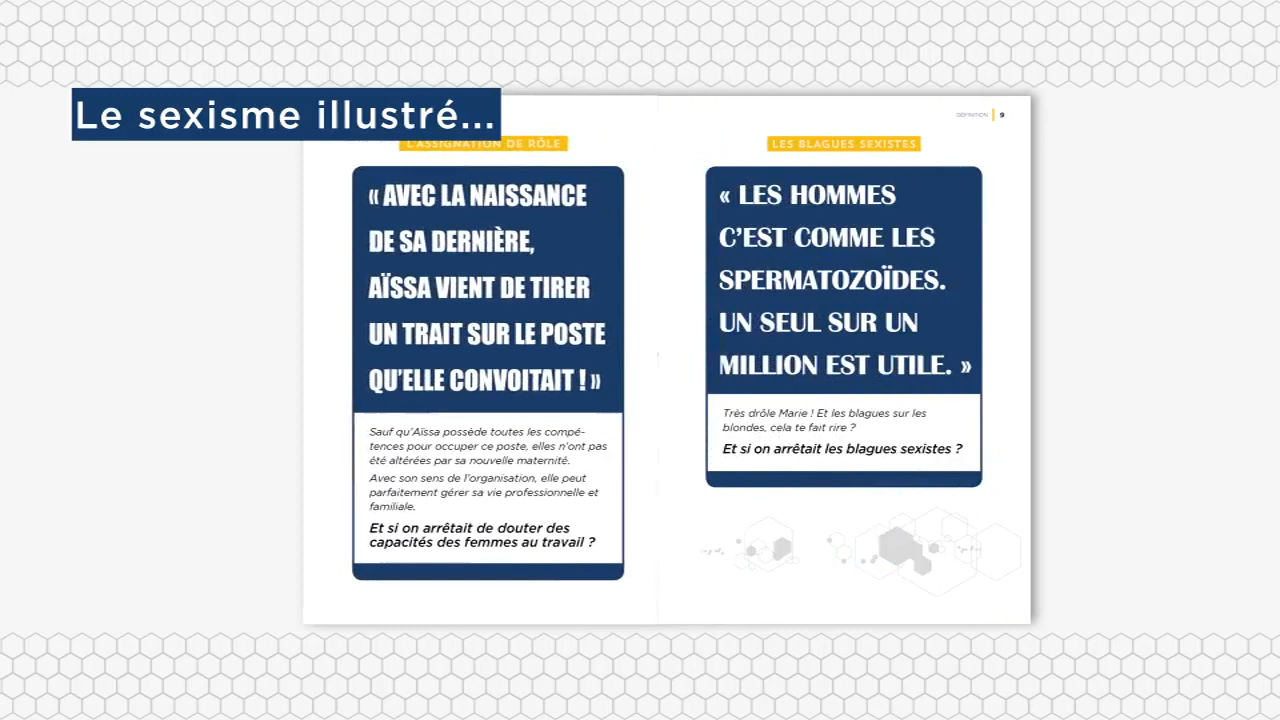 Le sexisme illustré...
DÉFINITION | 9
L'ASSIGNATION DE RÔLE
« AVEC LA NAISSANCE
DE SA DERNIÈRE,
AÏSSA VIENT DE TIRER
UN TRAIT SUR LE POSTE
QU'ELLE CONVOITAIT ! »
Sauf qu'Aïssa possède toutes les compé-
tences pour occuper ce poste, elles n'ont pas
été altérées par sa nouvelle maternité.
Avec son sens de l'organisation, elle peut
parfaitement gérer sa vie professionnelle et
familiale.
Et si on arrêtait de douter des
capacités des femmes au travail ?
LES BLAGUES SEXISTES
« LES HOMMES
C'EST COMME LES
SPERMATOZOÏDES.
UN SEUL SUR UN
MILLION EST UTILE. »
Très drôle Marie ! Et les blagues sur les
blondes, cela te fait rire ?
Et si on arrêtait les blagues sexistes ?